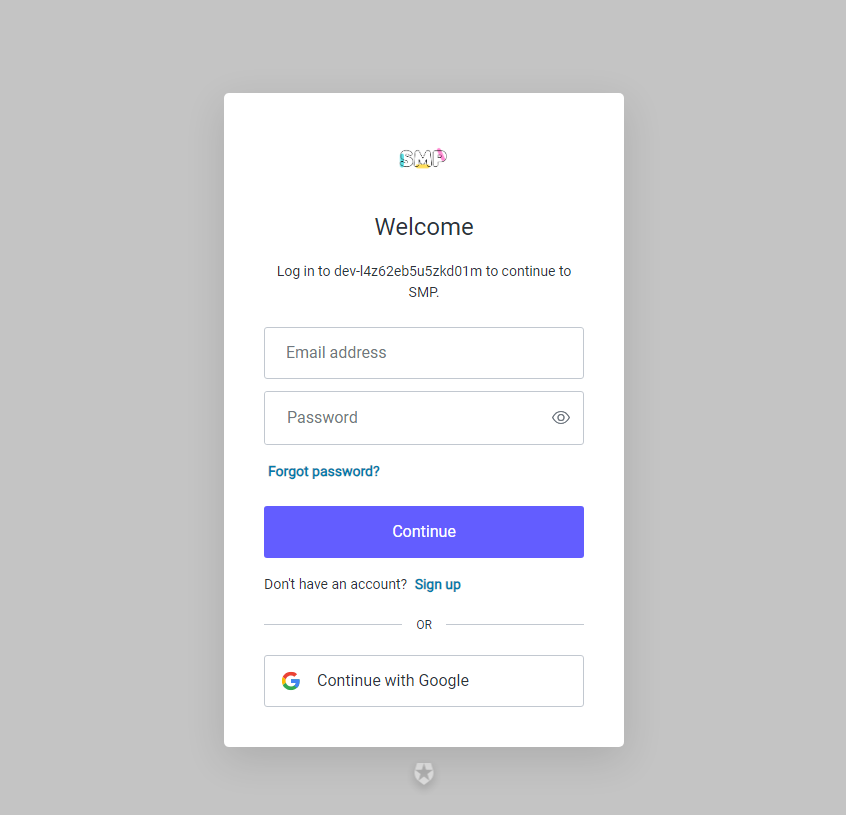 SMP
Welcome
Log in to dev-l4z62eb5u5zkd01m to continue to
SMP.
Email address
Password
Forgot password?
Continue
Don't have an account? Sign up
OR
Continue with Google